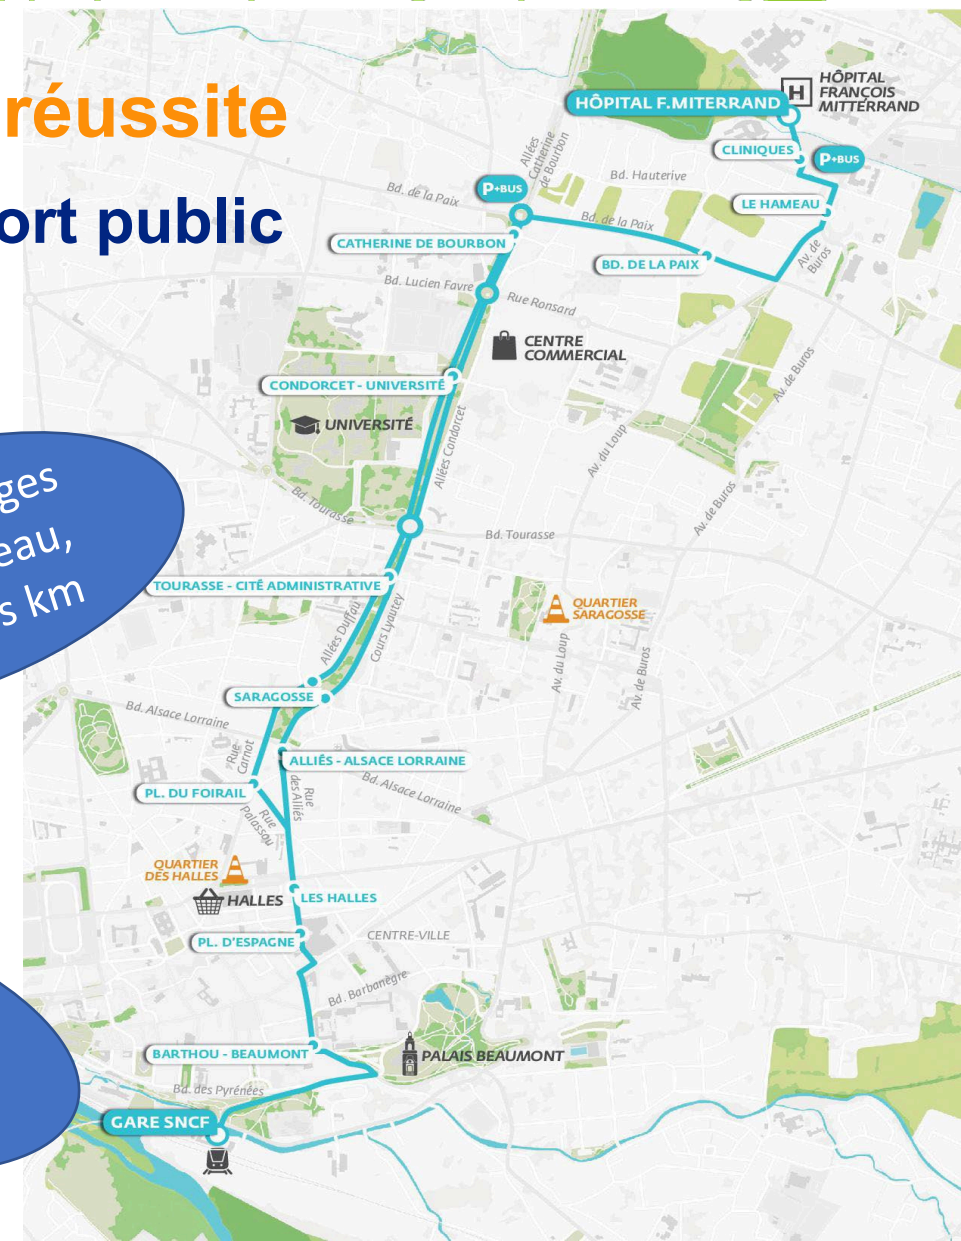 réussite
ort public
ges
eau,
s km
HÔPITAL
FRANÇOIS
MITTERRAND
H
HÔPITAL F.MITERRAND
CLINIQUES
P+BUS
Allées
Catherine
de Bourbon
Bd. Hauterive
P+BUS
Bd. de la Paix
LE HAMEAU
Bd. de la Paix
CATHERINE DE BOURBON
Av. de
Buros
BD. DE LA PAIX
Bd. Lucien Favre
Rue Ronsard
CENTRE
COMMERCIAL
Av. de Buros
CONDORCET - UNIVERSITÉ
UNIVERSITÉ
Allées Condorcet
Av. du Loup
Av. de Buros
Bd. Tourasse
Bd. Tourasse
TOURASSE - CITÉ ADMINISTRATIVE
QUARTIER
SARAGOSSE
Allées Duffau
Cours Lyautey
Av. du Loup
Av. de Buros
SARAGOSSE
Bd. Alsace Lorraine
Rue
Carnot
ALLIÉS - ALSACE LORRAINE
Bd. Alsace Lorraine
PL. DU FOIRAIL
Rue
des Alliés
Rue
Palassou
QUARTIER
DES HALLES
HALLES
LES HALLES
PL. D'ESPAGNE
CENTRE-VILLE
Bd. Barbanègre
BARTHOU - BEAUMONT
PALAIS BEAUMONT
Bd. des Pyrénées
GARE SNCF